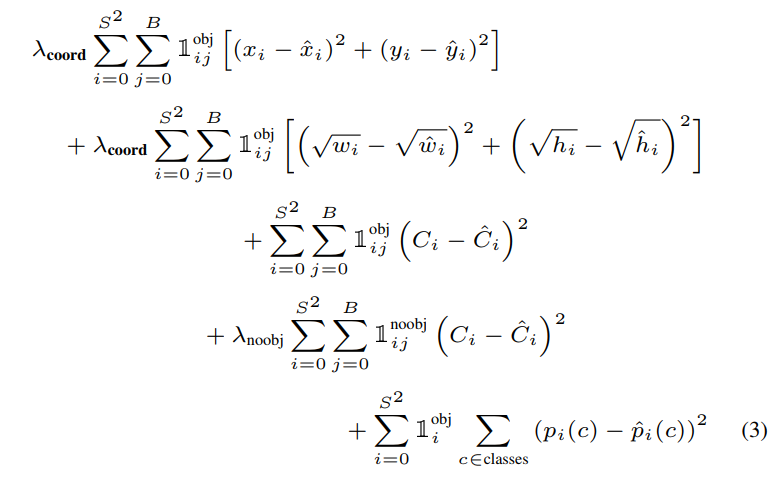 λ_coord ∑_{i=0}^{S^2} ∑_{j=0}^{B} 𝟙_{ij}^{obj} [(x_i − x̂_i)^2 + (y_i − ŷ_i)^2]
+ λ_coord ∑_{i=0}^{S^2} ∑_{j=0}^{B} 𝟙_{ij}^{obj} [(√w_i − √ŵ_i)^2 + (√h_i − √ĥ_i)^2]
+ ∑_{i=0}^{S^2} ∑_{j=0}^{B} 𝟙_{ij}^{obj} (C_i − Ĉ_i)^2
+ λ_noobj ∑_{i=0}^{S^2} ∑_{j=0}^{B} 𝟙_{ij}^{noobj} (C_i − Ĉ_i)^2
+ ∑_{i=0}^{S^2} 𝟙_i^{obj} ∑_{c∈classes} (p_i(c) − p̂_i(c))^2 (3)